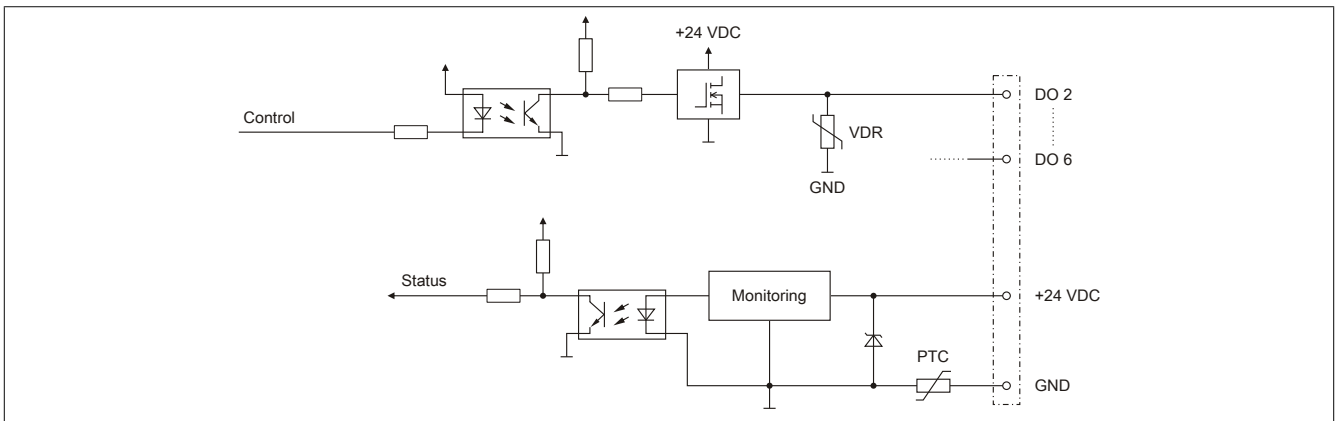 +24 VDC
Control
DO 2
VDR
DO 6
GND
Status
Monitoring
+24 VDC
PTC
GND